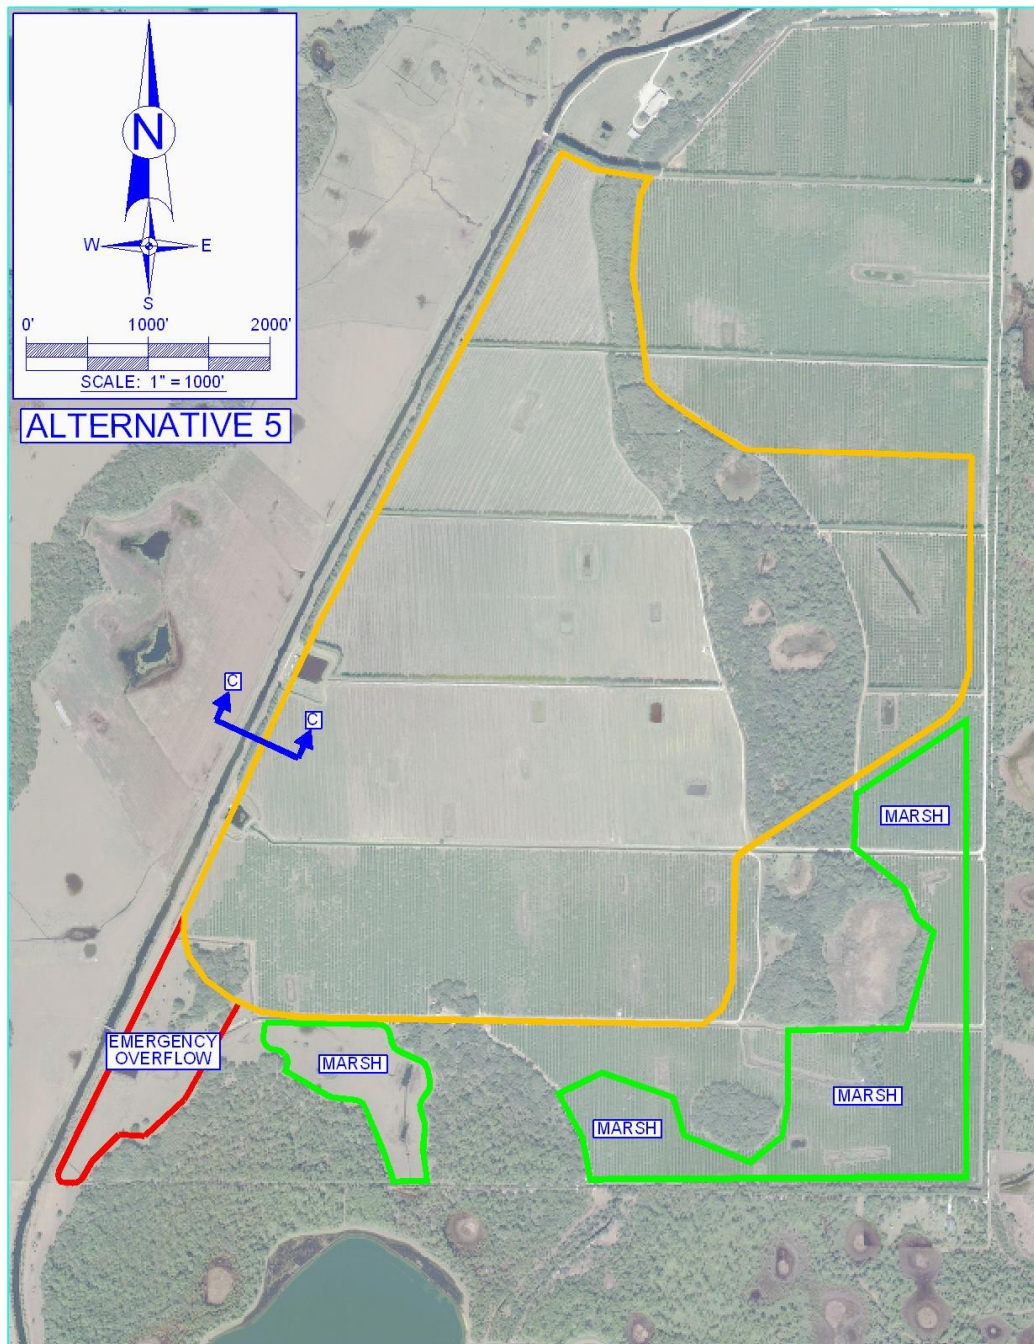 N
W E
S
0' 1000' 2000'
SCALE: 1" = 1000'
ALTERNATIVE 5
C
C
MARSH
EMERGENCY
OVERFLOW
MARSH
MARSH
MARSH